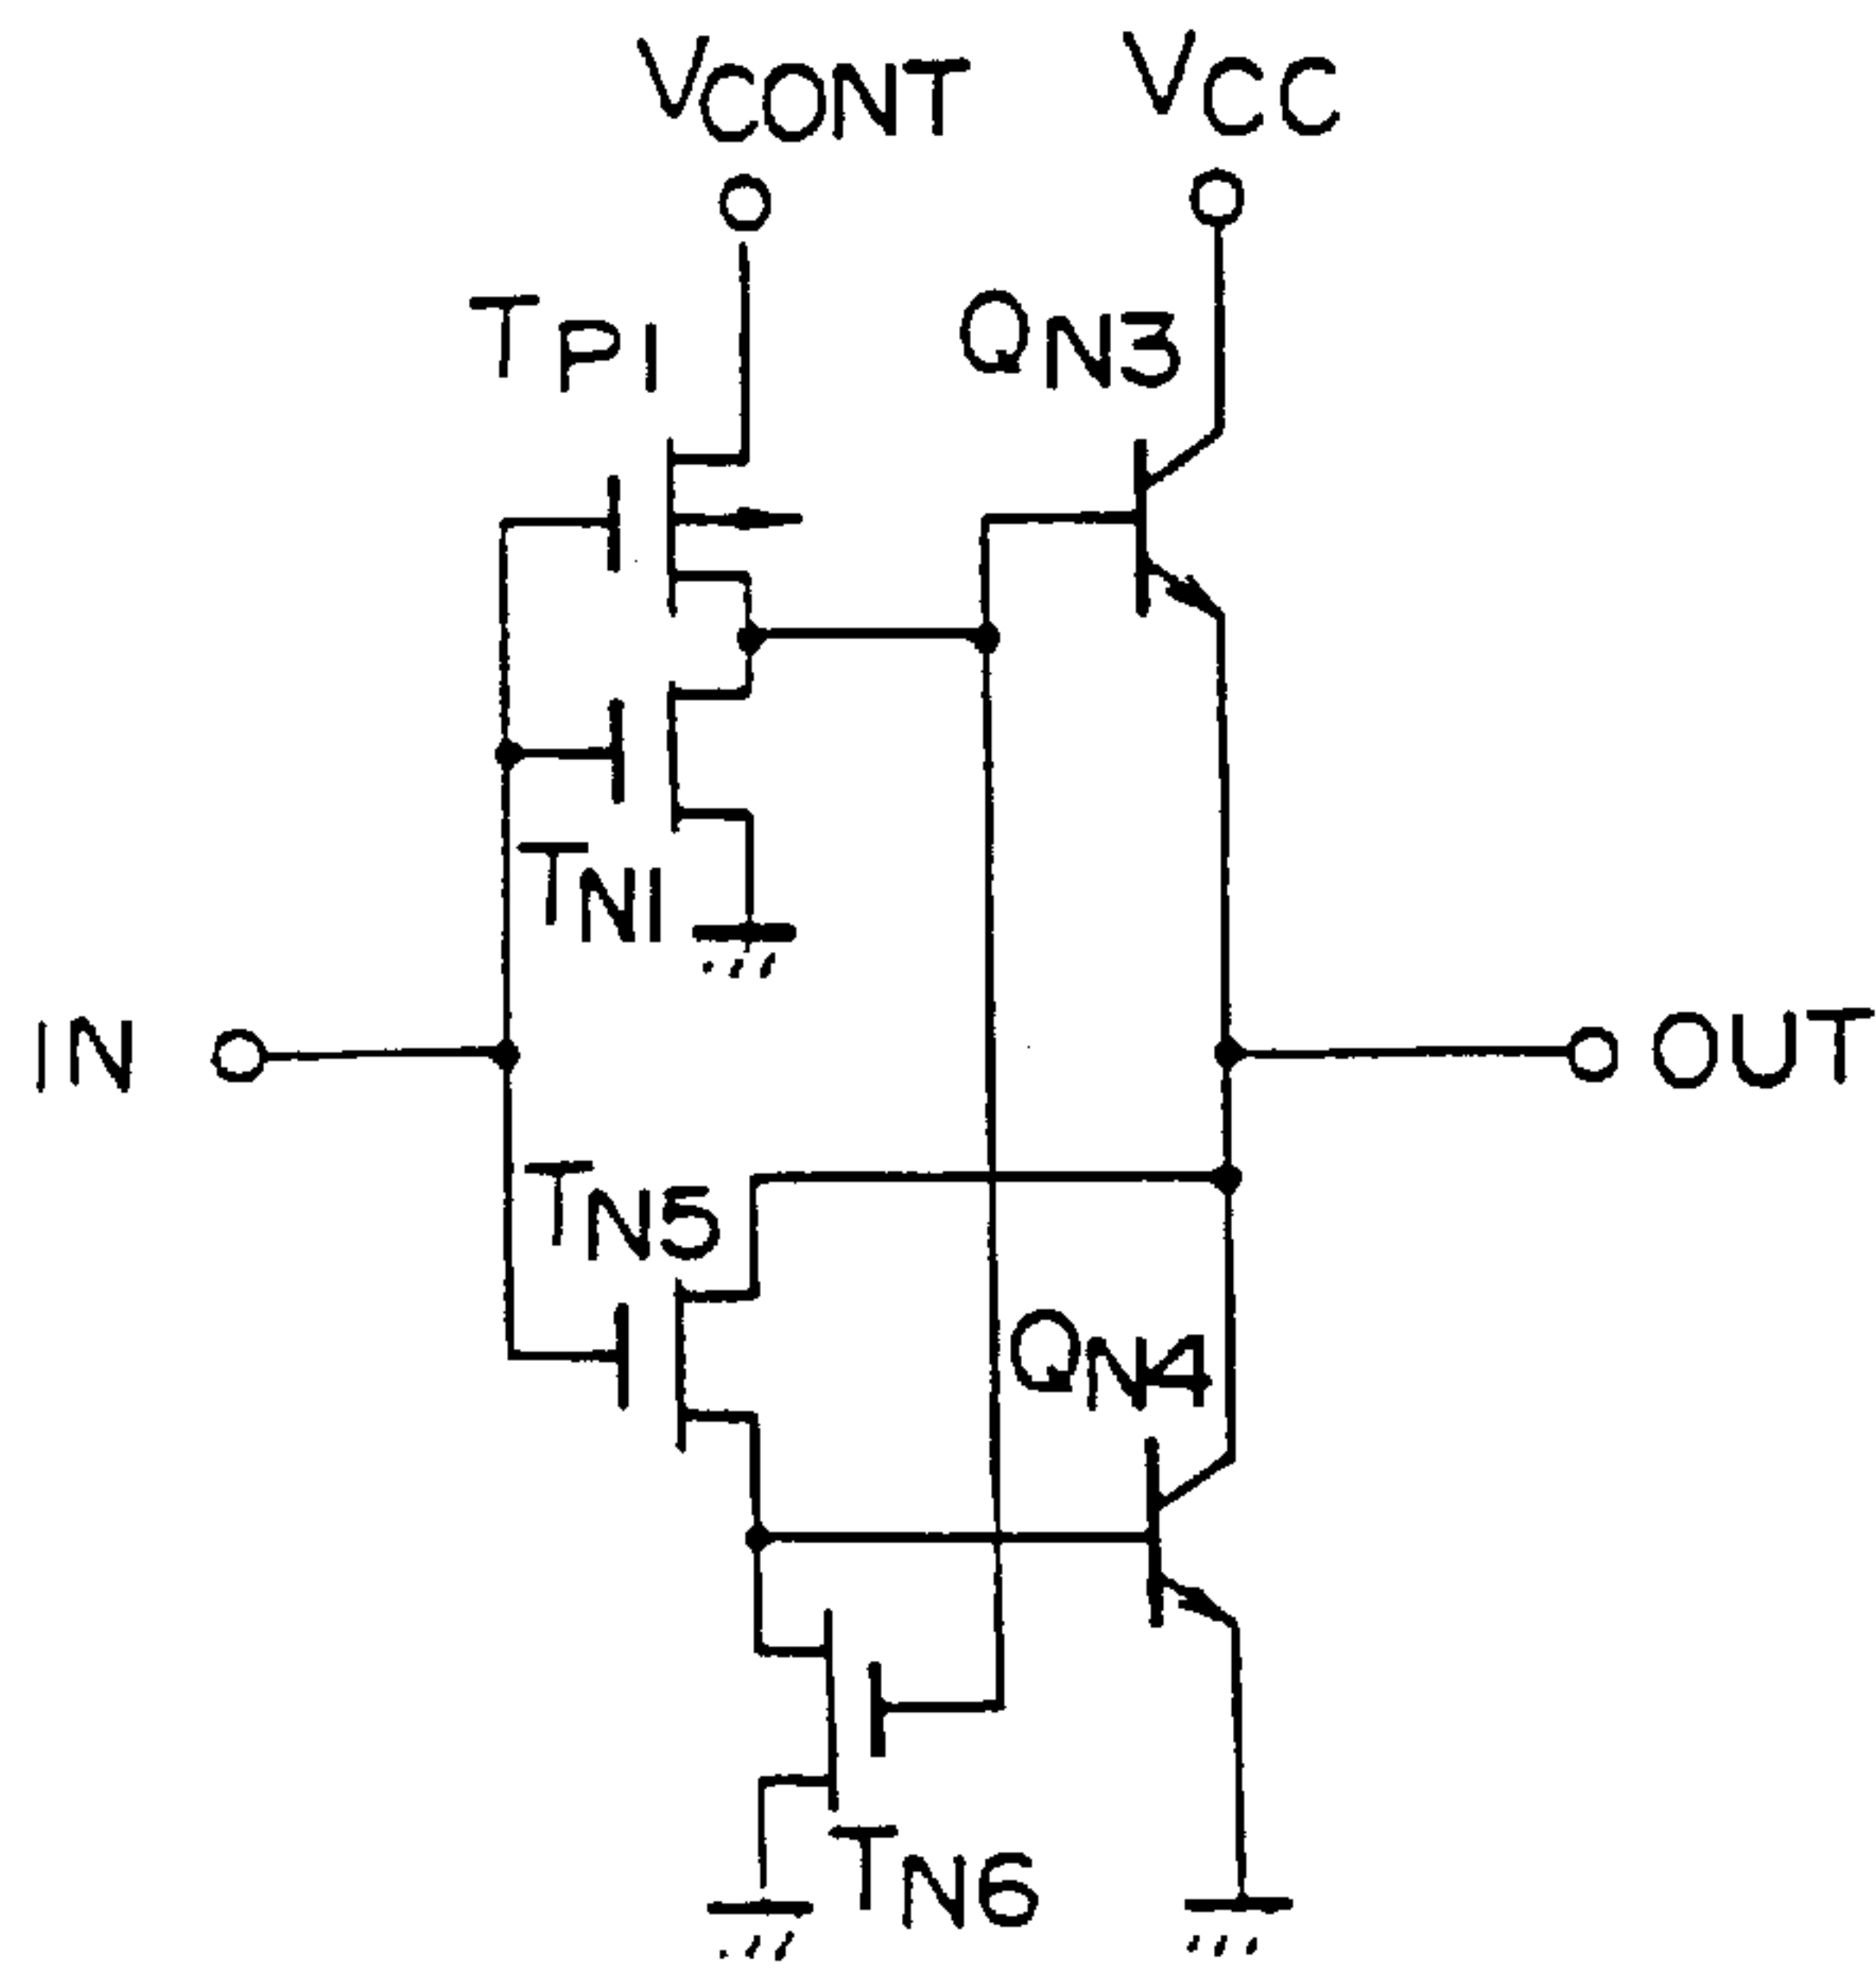 VCONT
VCC
TP1
QN3
TN1
IN
OUT
TN5
QN4
TN6